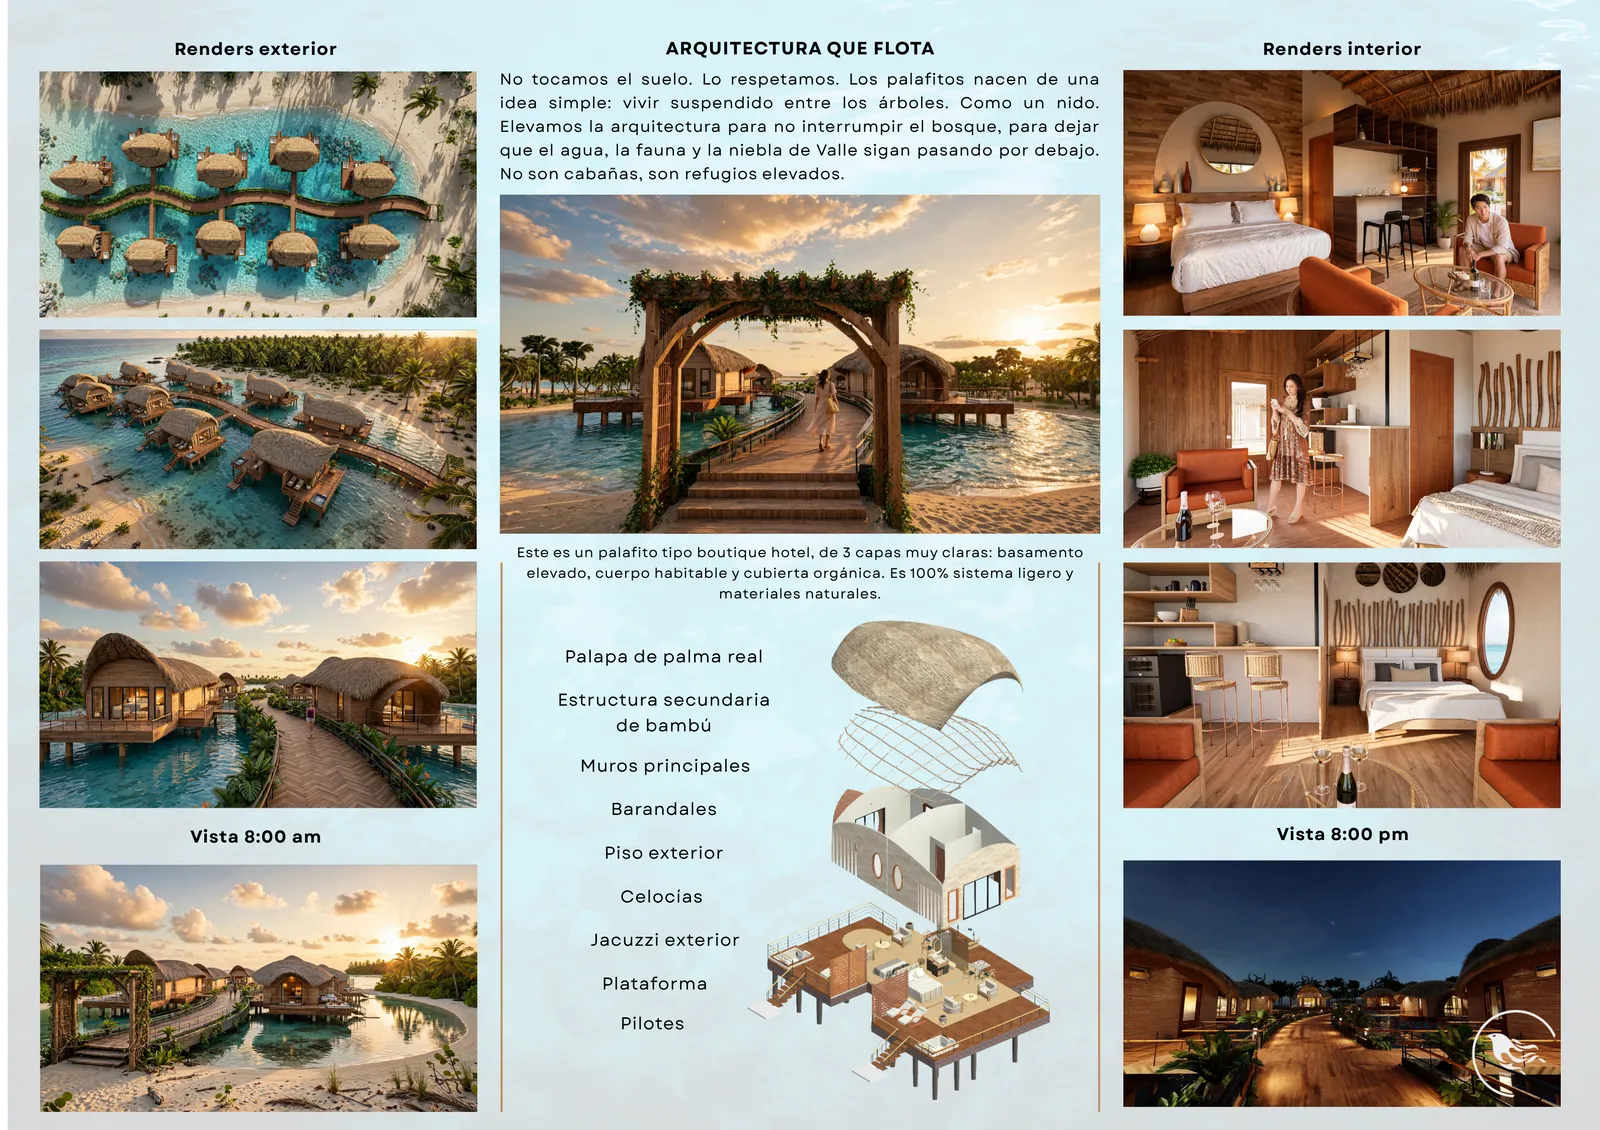 Renders exterior
Vista 8:00 am
ARQUITECTURA QUE FLOTA
No tocamos el suelo. Lo respetamos. Los palafitos nacen de una
idea simple: vivir suspendido entre los árboles. Como un nido.
Elevamos la arquitectura para no interrumpir el bosque, para dejar
que el agua, la fauna y la niebla de Valle sigan pasando por debajo.
No son cabañas, son refugios elevados.
Este es un palafito tipo boutique hotel, de 3 capas muy claras: basamento
elevado, cuerpo habitable y cubierta orgánica. Es 100% sistema ligero y
materiales naturales.
Palapa de palma real
Estructura secundaria
de bambú
Muros principales
Barandales
Piso exterior
Celocías
Jacuzzi exterior
Plataforma
Pilotes
Renders interior
Vista 8:00 pm